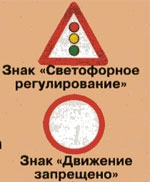 Знак «Светофорное
регулирование»
Знак «Движение
запрещено»